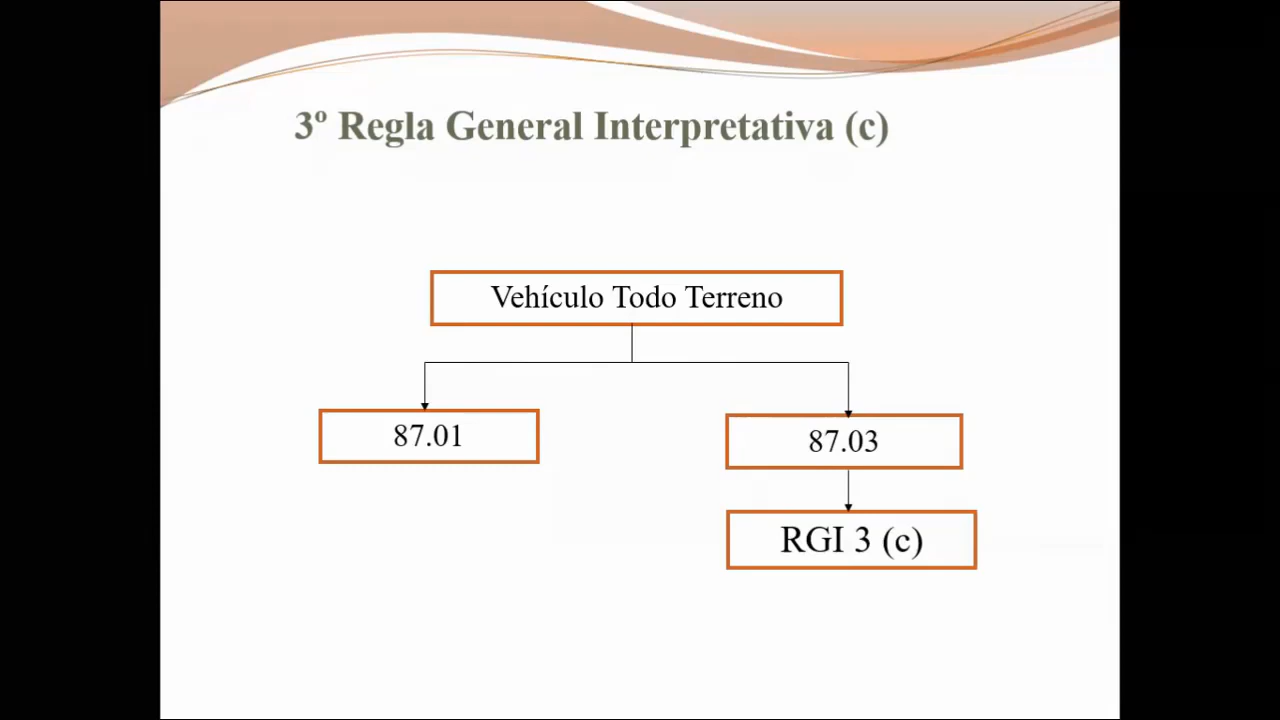 3º Regla General Interpretativa (c)
Vehículo Todo Terreno
87.01
87.03
RGI 3 (c)